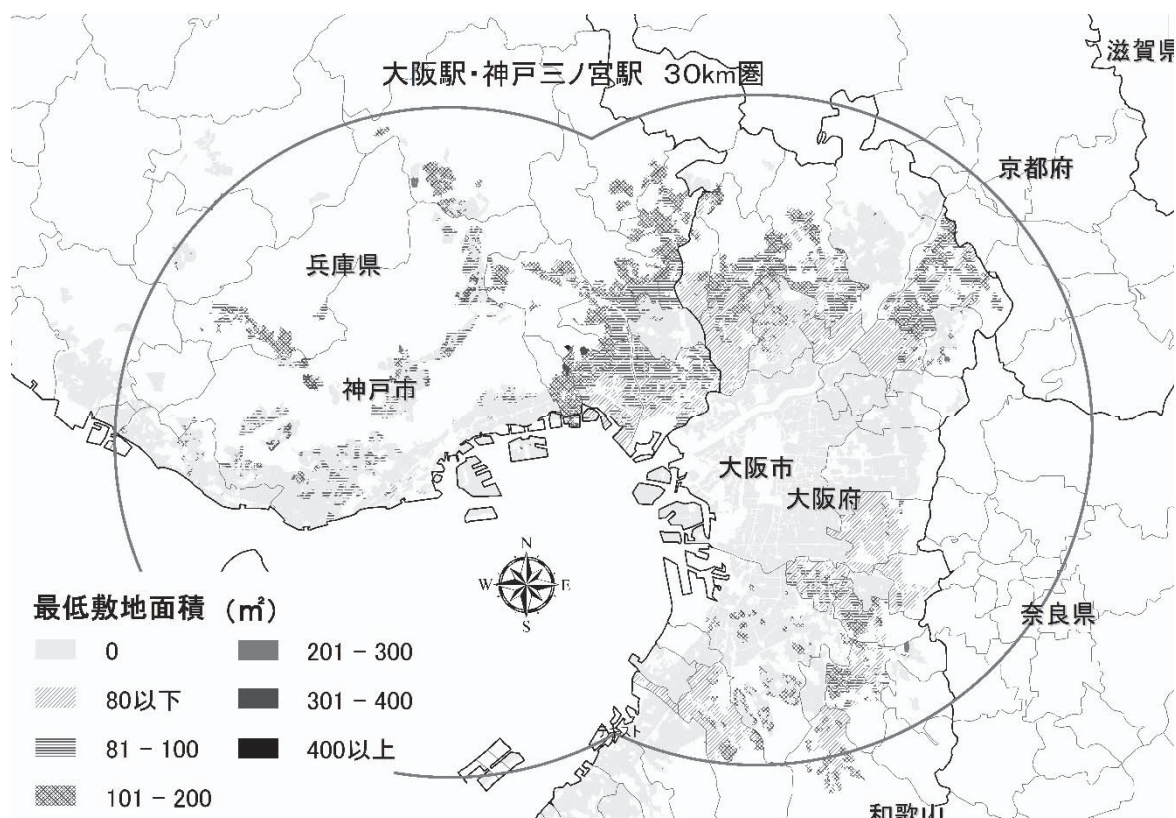 大阪駅・神戸三ノ宮駅 30km圏
滋賀県
京都府
兵庫県
神戸市
大阪市
大阪府
奈良県
和歌山
N
W E
S
最低敷地面積 (㎡)
0
80以下
81 - 100
101 - 200
201 - 300
301 - 400
400以上